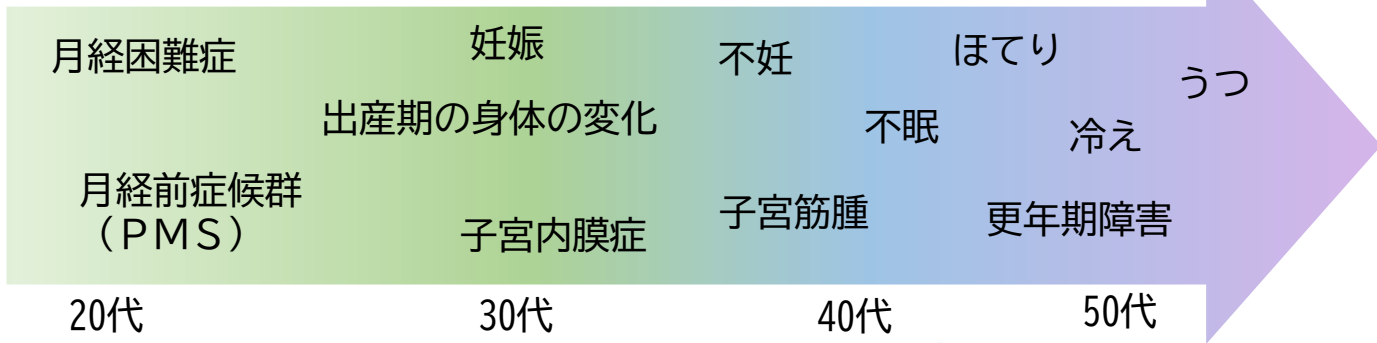 月経困難症
妊娠
不妊
ほてり
うつ
出産期の身体の変化
不眠
冷え
月経前症候群
（ＰＭＳ）
子宮内膜症
子宮筋腫
更年期障害
20代
30代
40代
50代